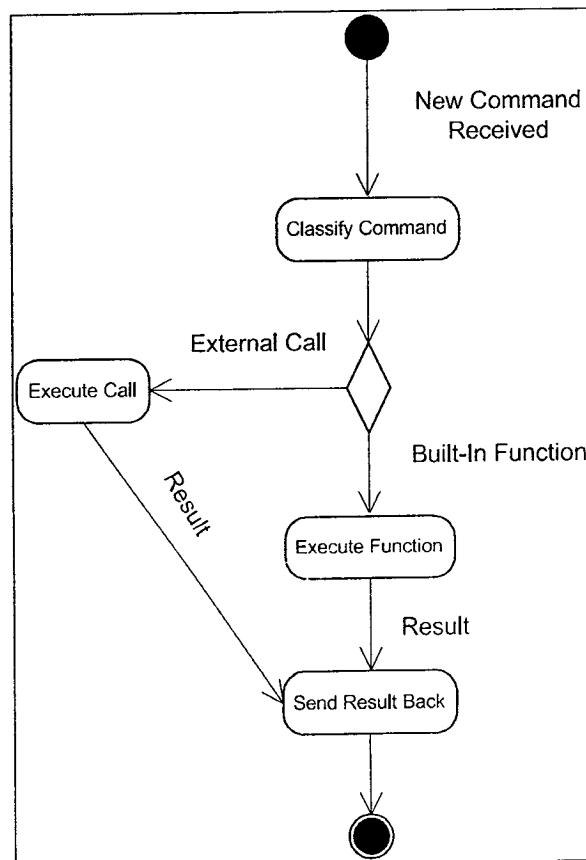 New Command
Received
Classify Command
External Call
Execute Call
Built-In Function
Result
Execute Function
Result
Send Result Back